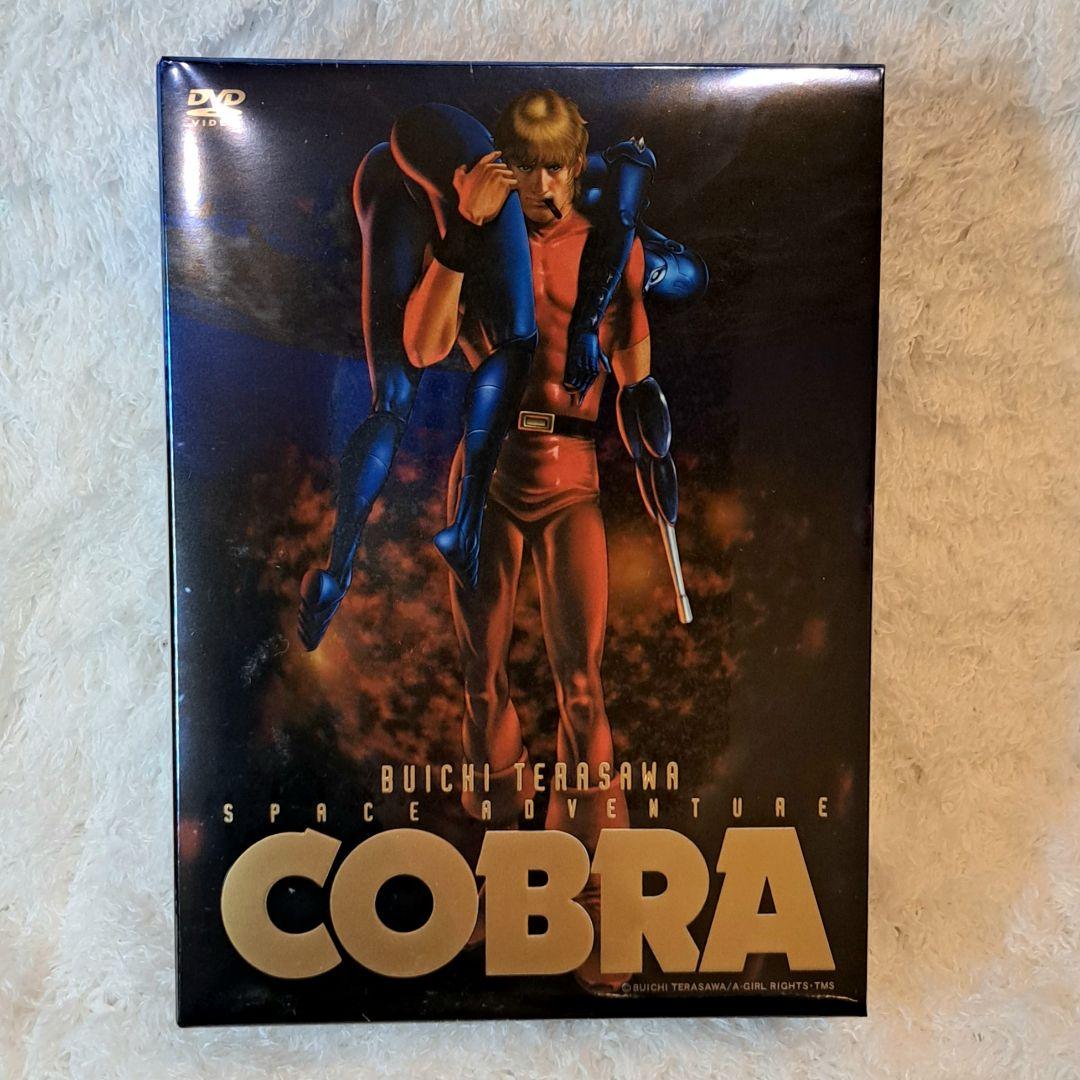 DVD
VIDEO
BUICHI TERASAWA
SPACE ADVENTURE
COBRA
©BUICHI TERASAWA/A-GIRL RIGHTS・TMS